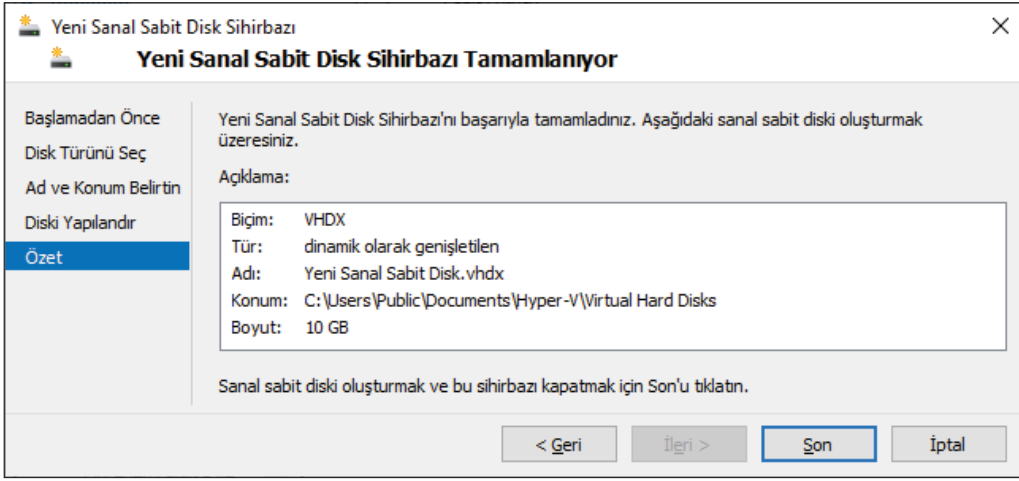 Yeni Sanal Sabit Disk Sihirbazı
Yeni Sanal Sabit Disk Sihirbazı Tamamlanıyor
Başlamadan Önce
Disk Türünü Seç
Ad ve Konum Belirtin
Diski Yapılandır
Özet
Yeni Sanal Sabit Disk Sihirbazı'nı başarıyla tamamladınız. Aşağıdaki sanal sabit diski oluşturmak
üzeresiniz.
Açıklama:
Biçim: VHDX
Tür: dinamik olarak genişletilen
Adı: Yeni Sanal Sabit Disk.vhdx
Konum: C:\Users\Public\Documents\Hyper-V\Virtual Hard Disks
Boyut: 10 GB
Sanal sabit diski oluşturmak ve bu sihirbazı kapatmak için Son'u tıklatın.
< Geri İleri > Son İptal